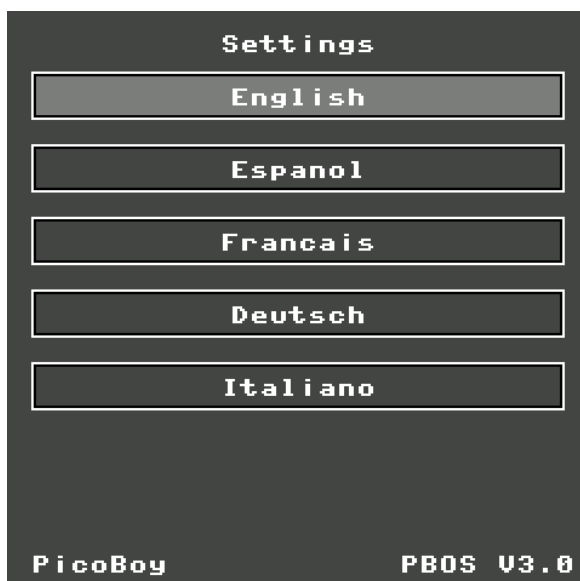 Settings
English
Espanol
Francais
Deutsch
Italiano
PicoBoy PBOS V3.0